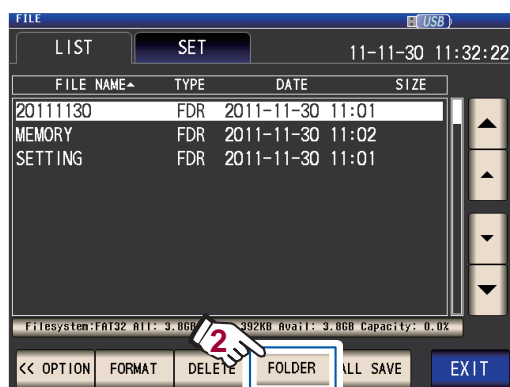 FILE USB
LIST SET 11-11-30 11:32:22
FILE NAME▲ TYPE DATE SIZE
20111130 FDR 2011-11-30 11:01
MEMORY FDR 2011-11-30 11:02
SETTING FDR 2011-11-30 11:01
Filesystem:FAT32 All: 3.8GB 392KB Avail: 3.8GB Capacity: 0.0%
2
<< OPTION FORMAT DELETE FOLDER ALL SAVE EXIT